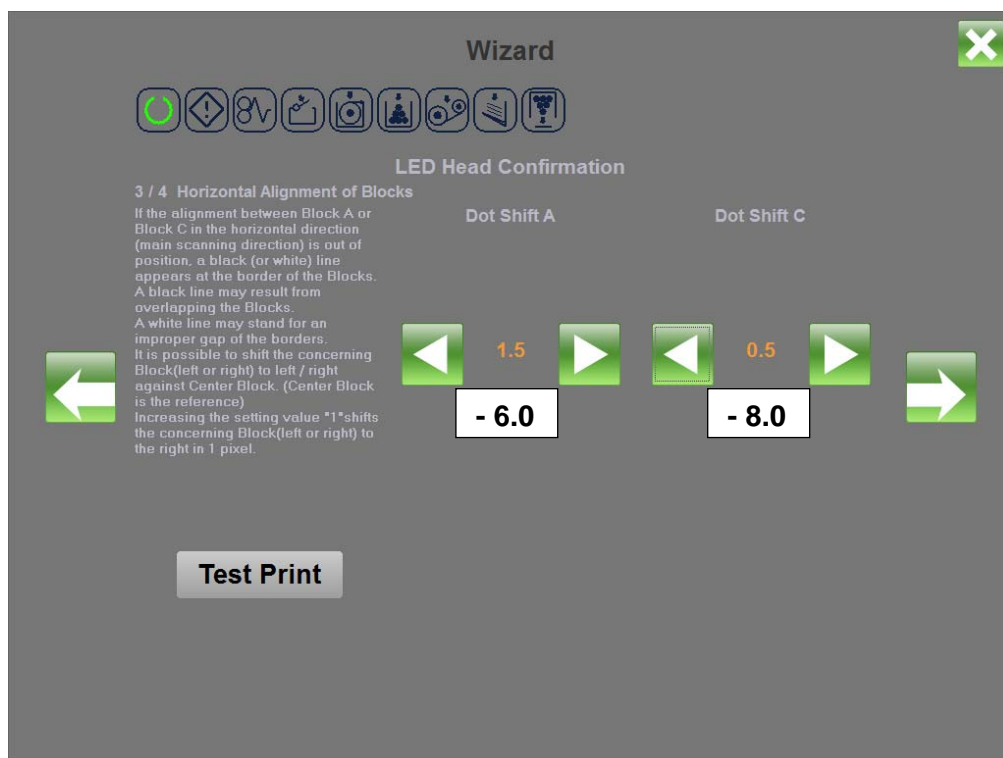 Wizard
LED Head Confirmation
3 / 4 Horizontal Alignment of Blocks
If the alignment between Block A or
Block C in the horizontal direction
(main scanning direction) is out of
position, a black (or white) line
appears at the border of the Blocks.
A black line may result from
overlapping the Blocks.
A white line may stand for an
improper gap of the borders.
It is possible to shift the concerning
Block(left or right) to left / right
against Center Block. (Center Block
is the reference)
Increasing the setting value "1"shifts
the concerning Block(left or right) to
the right in 1 pixel.
Dot Shift A
1.5
- 6.0
Dot Shift C
0.5
- 8.0
Test Print